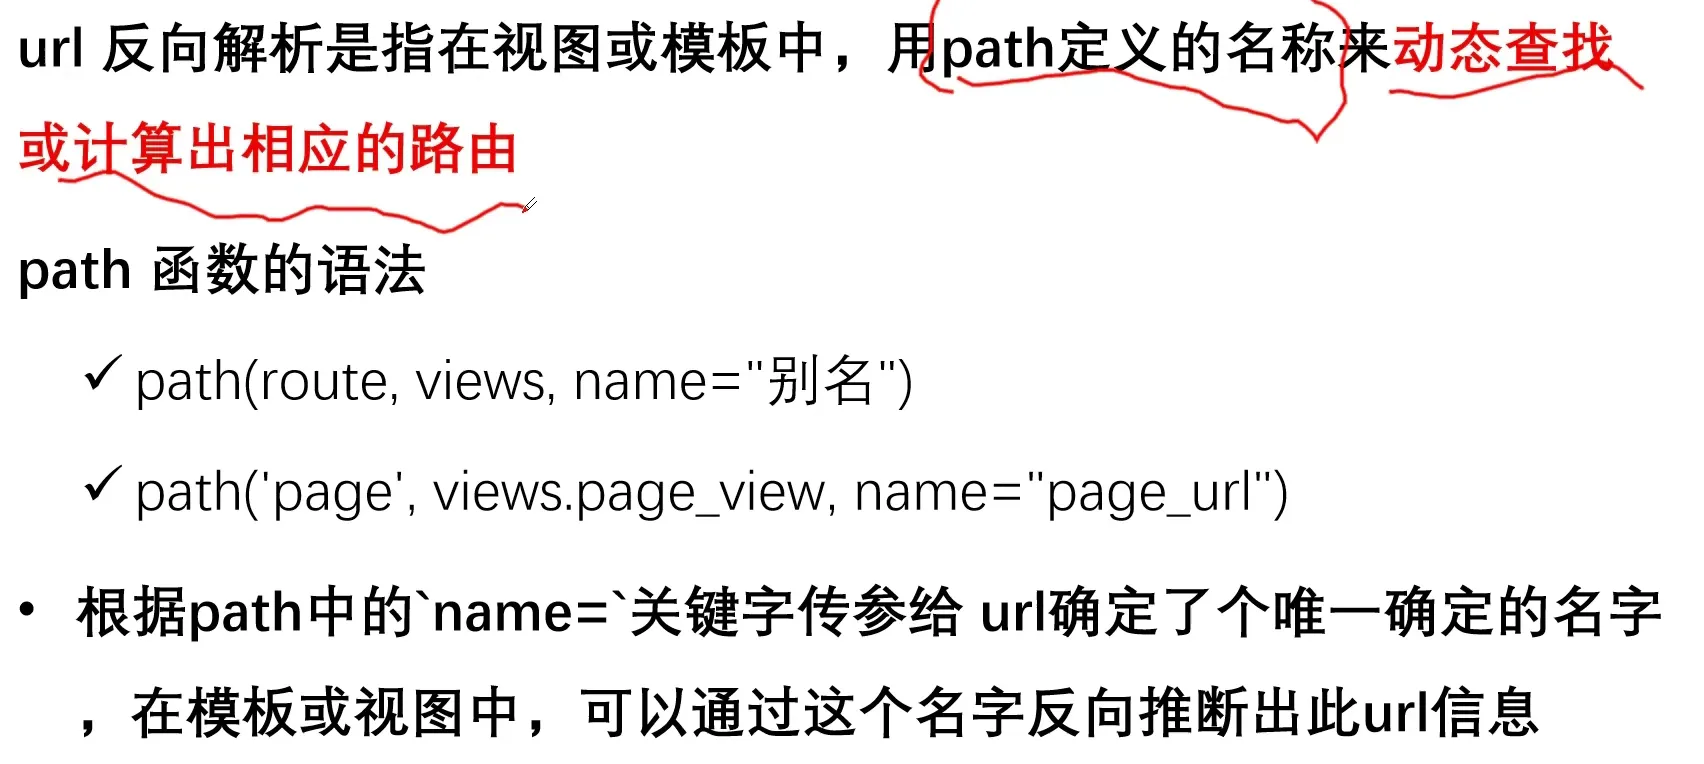 url 反向解析是指在视图或模板中，用path定义的名称来动态查找
或计算出相应的路由
path 函数的语法
✓ path(route, views, name="别名")
✓ path('page', views.page_view, name="page_url")
• 根据path中的`name=`关键字传参给 url确定了个唯一确定的名字
，在模板或视图中，可以通过这个名字反向推断出此url信息